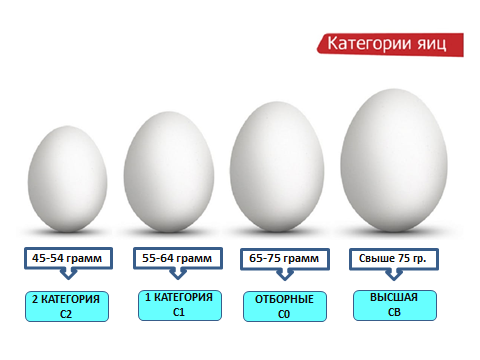 Категории яиц
45-54 грамм
55-64 грамм
65-75 грамм
Свыше 75 гр.
2 КАТЕГОРИЯ
С2
1 КАТЕГОРИЯ
С1
ОТБОРНЫЕ
С0
ВЫСШАЯ
СВ